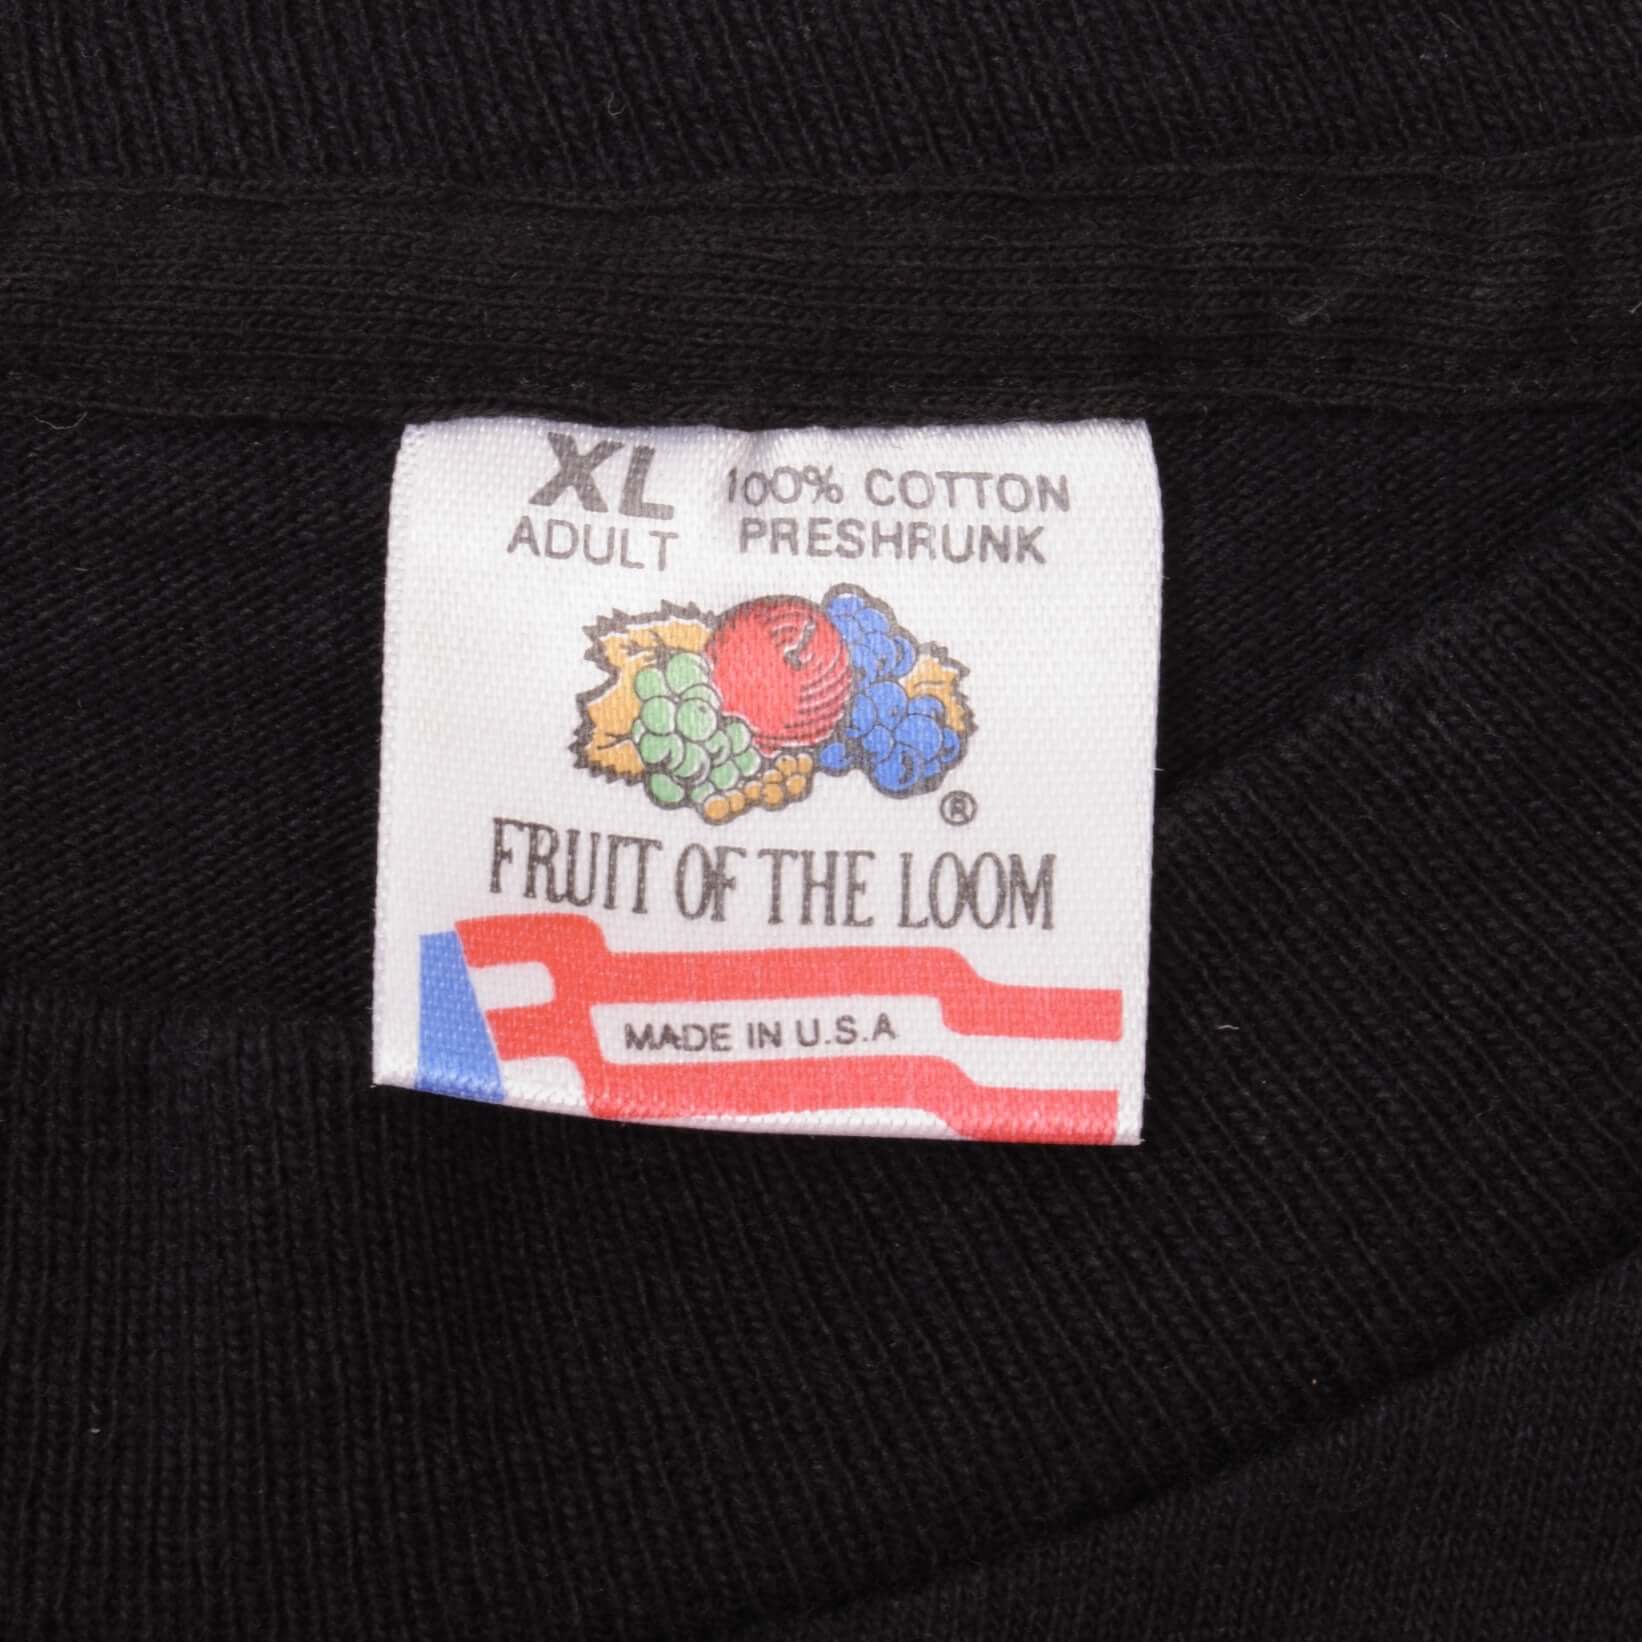 XL 100% COTTON
ADULT PRESHRUNK
®
FRUIT OF THE LOOM
MADE IN U.S.A